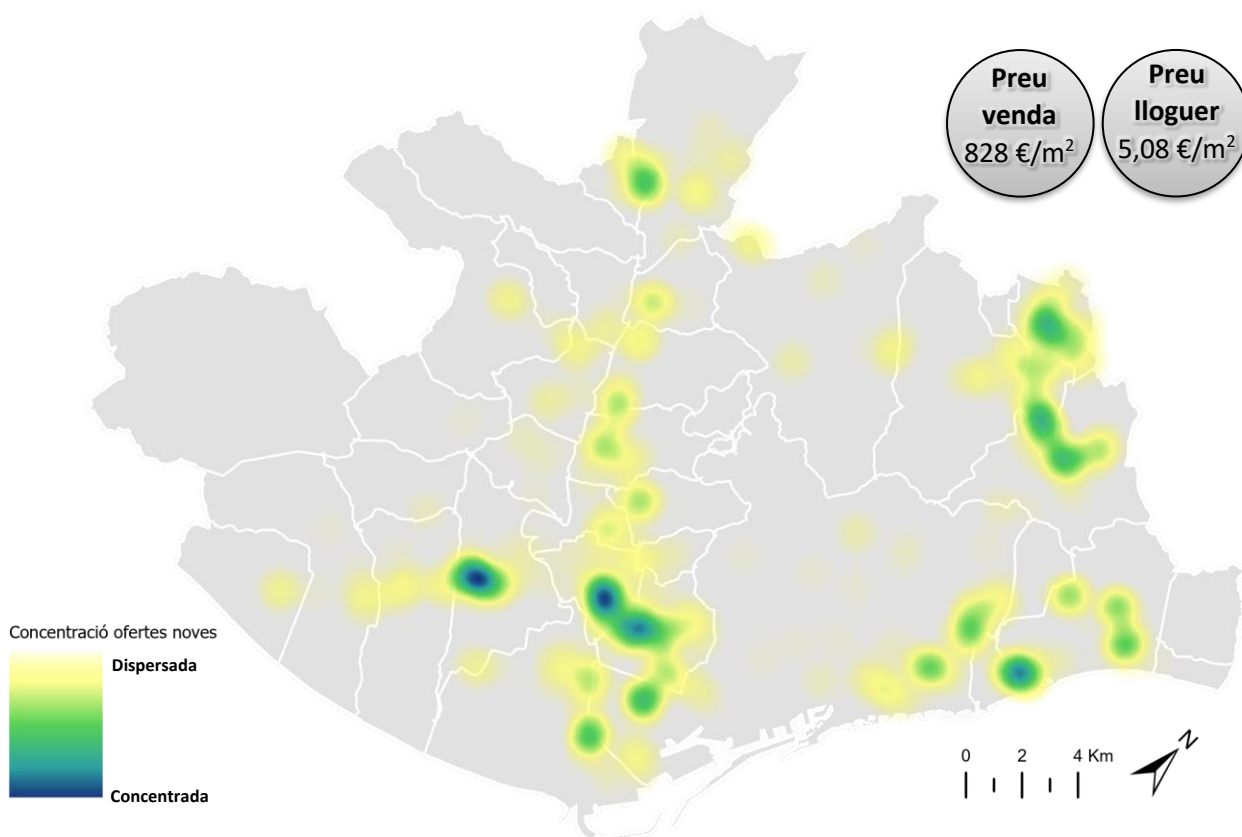 Preu
venda
828 €/m²
Preu
lloguer
5,08 €/m²
Concentració ofertes noves
Dispersada
Concentrada
0 2 4 Km
N